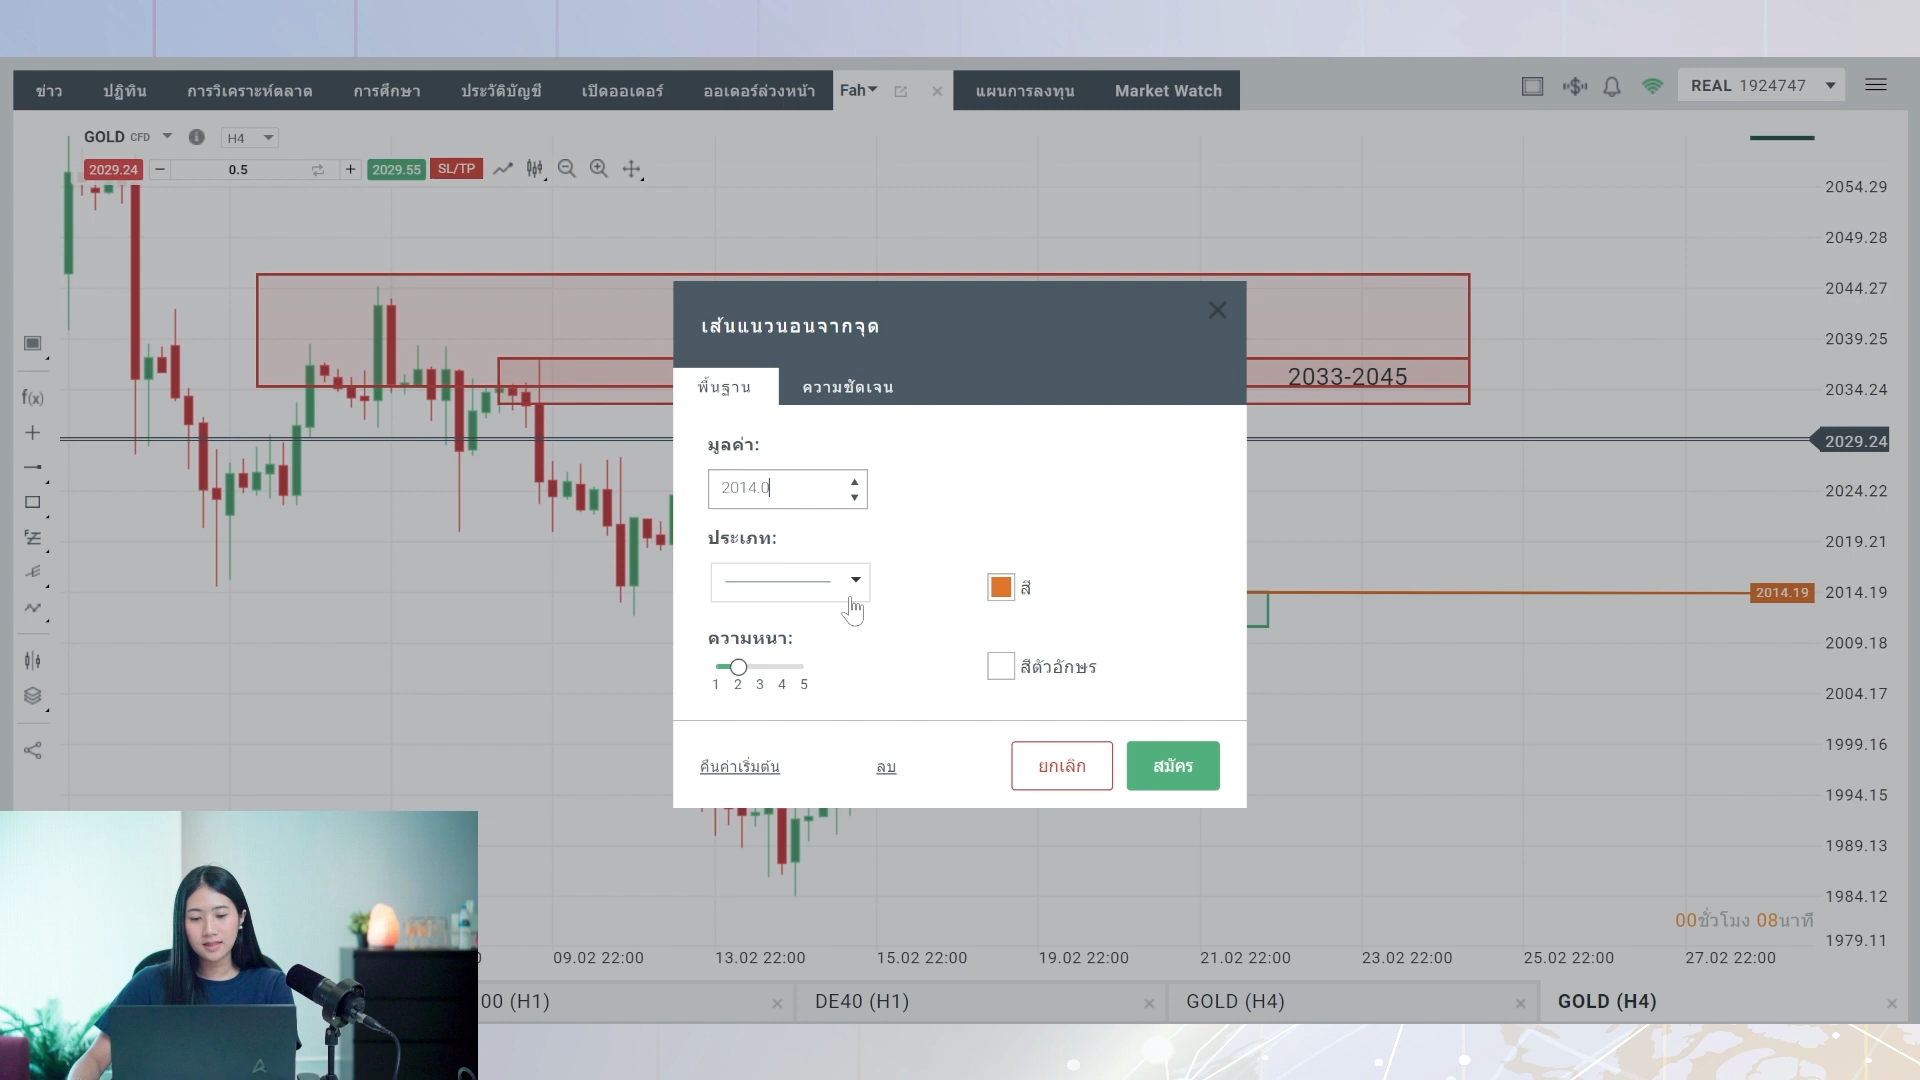 ข่าว ปฏิทิน การวิเคราะห์ตลาด การศึกษา ประวัติบัญชี เปิดออเดอร์ ออเดอร์ล่วงหน้า Fah แผนการลงทุน Market Watch REAL 1924747
GOLD CFD H4
2029.24 − 0.5 + 2029.55 SL/TP
2054.29
2049.28
2044.27
2039.25
2034.24
2029.24
2024.22
2019.21
2014.19 2014.19
2009.18
2004.17
1999.16
1994.15
1989.13
1984.12
1979.11
2033-2045
f(x)
เส้นแนวนอนจากจุด
พื้นฐาน ความชัดเจน
มูลค่า:
2014.0
ประเภท:
สี
ความหนา:
1 2 3 4 5
สีตัวอักษร
คืนค่าเริ่มต้น ลบ ยกเลิก สมัคร
00ชั่วโมง 08นาที
09.02 22:00 13.02 22:00 15.02 22:00 19.02 22:00 21.02 22:00 23.02 22:00 25.02 22:00 27.02 22:00
00 (H1) DE40 (H1) GOLD (H4) GOLD (H4)